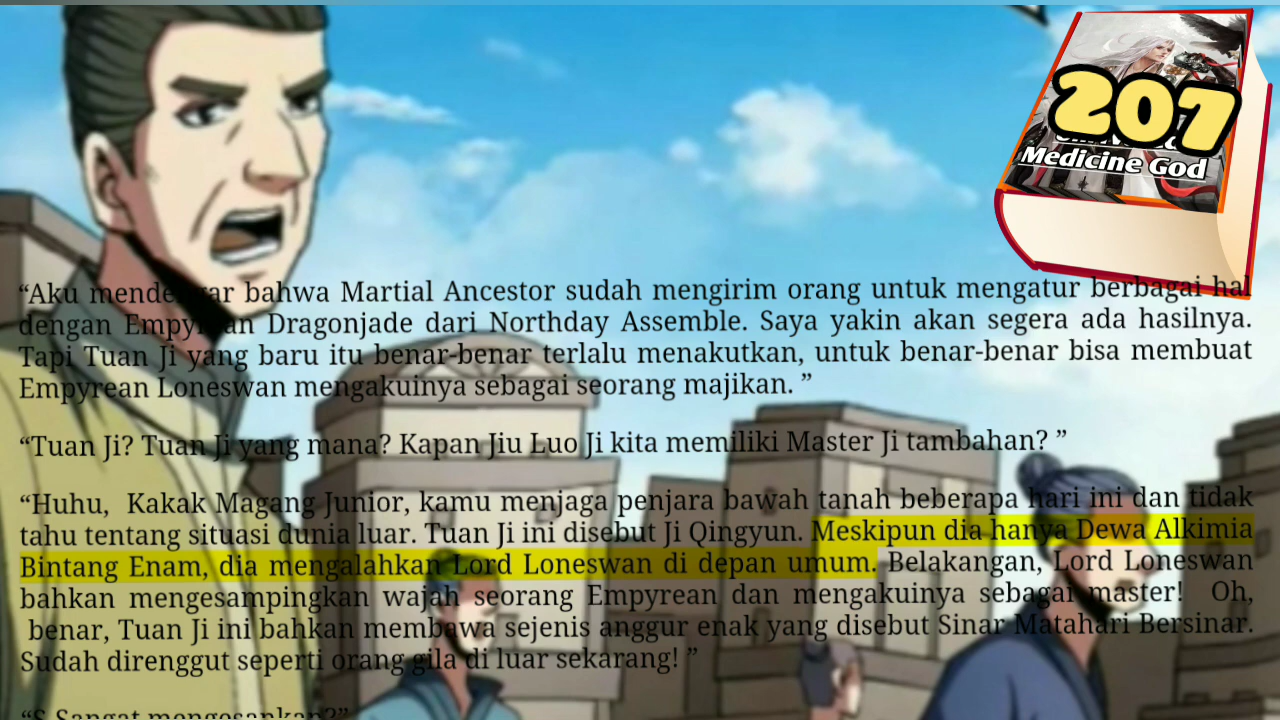 207
Medicine God
“Aku mendengar bahwa Martial Ancestor sudah mengirim orang untuk mengatur berbagai hal
dengan Empyrean Dragonjade dari Northday Assemble. Saya yakin akan segera ada hasilnya.
Tapi Tuan Ji yang baru itu benar-benar terlalu menakutkan, untuk benar-benar bisa membuat
Empyrean Loneswan mengakuinya sebagai seorang majikan. ”
“Tuan Ji? Tuan Ji yang mana? Kapan Jiu Luo Ji kita memiliki Master Ji tambahan? ”
“Huhu, Kakak Magang Junior, kamu menjaga penjara bawah tanah beberapa hari ini dan tidak
tahu tentang situasi dunia luar. Tuan Ji ini disebut Ji Qingyun. Meskipun dia hanya Dewa Alkimia
Bintang Enam, dia mengalahkan Lord Loneswan di depan umum. Belakangan, Lord Loneswan
bahkan mengesampingkan wajah seorang Empyrean dan mengakuinya sebagai master! Oh,
benar, Tuan Ji ini bahkan membawa sejenis anggur enak yang disebut Sinar Matahari Bersinar.
Sudah direnggut seperti orang gila di luar sekarang! ”
“S-Sangat mengesankan?”